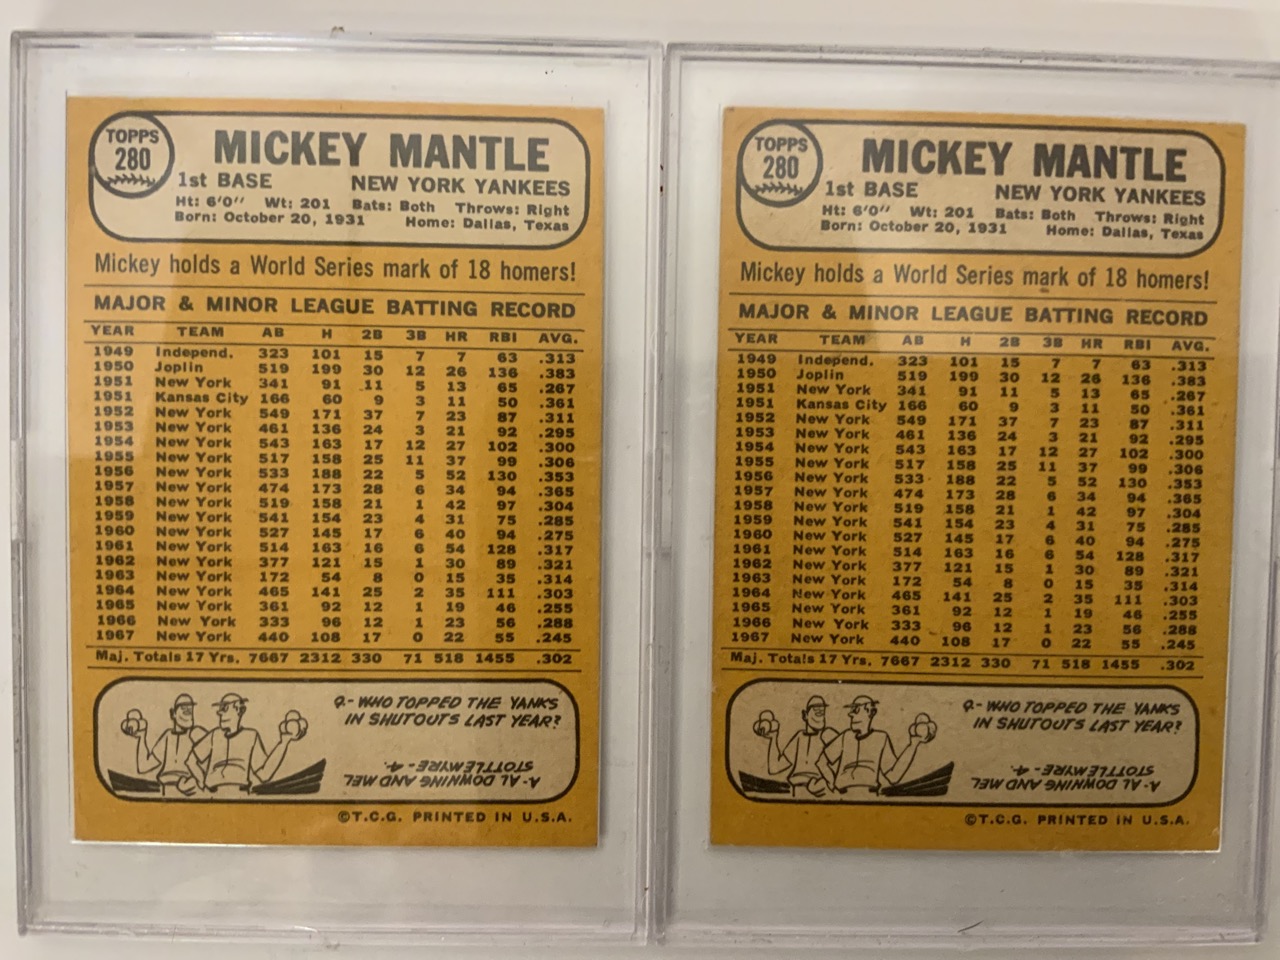 TOPPS
280
MICKEY MANTLE
1st BASE NEW YORK YANKEES
Ht: 6'0" Wt: 201 Bats: Both Throws: Right
Born: October 20, 1931 Home: Dallas, Texas
Mickey holds a World Series mark of 18 homers!
MAJOR & MINOR LEAGUE BATTING RECORD
YEAR TEAM AB H 2B 3B HR RBI AVG.
1949 Independ. 323 101 15 7 7 63 .313
1950 Joplin 519 199 30 12 26 136 .383
1951 New York 341 91 11 5 13 65 .267
1951 Kansas City 166 60 9 3 11 50 .361
1952 New York 549 171 37 7 23 87 .311
1953 New York 461 136 24 3 21 92 .295
1954 New York 543 163 17 12 27 102 .300
1955 New York 517 158 25 11 37 99 .306
1956 New York 533 188 22 5 52 130 .353
1957 New York 474 173 28 6 34 94 .365
1958 New York 519 158 21 1 42 97 .304
1959 New York 541 154 23 4 31 75 .285
1960 New York 527 145 17 6 40 94 .275
1961 New York 514 163 16 6 54 128 .317
1962 New York 377 121 15 1 30 89 .321
1963 New York 172 54 8 0 15 35 .314
1964 New York 465 141 25 2 35 111 .303
1965 New York 361 92 12 1 19 46 .255
1966 New York 333 96 12 1 23 56 .288
1967 New York 440 108 17 0 22 55 .245
Maj. Totals 17 Yrs. 7667 2312 330 71 518 1455 .302
Q- WHO TOPPED THE YANKS
IN SHUTOUTS LAST YEAR?
A- AL DOWNING AND MEL
STOTTLEMYRE - 4.
©T.C.G. PRINTED IN U.S.A.
TOPPS
280
MICKEY MANTLE
1st BASE NEW YORK YANKEES
Ht: 6'0" Wt: 201 Bats: Both Throws: Right
Born: October 20, 1931 Home: Dallas, Texas
Mickey holds a World Series mark of 18 homers!
MAJOR & MINOR LEAGUE BATTING RECORD
YEAR TEAM AB H 2B 3B HR RBI AVG.
1949 Independ. 323 101 15 7 7 63 .313
1950 Joplin 519 199 30 12 26 136 .383
1951 New York 341 91 11 5 13 65 .267
1951 Kansas City 166 60 9 3 11 50 .361
1952 New York 549 171 37 7 23 87 .311
1953 New York 461 136 24 3 21 92 .295
1954 New York 543 163 17 12 27 102 .300
1955 New York 517 158 25 11 37 99 .306
1956 New York 533 188 22 5 52 130 .353
1957 New York 474 173 28 6 34 94 .365
1958 New York 519 158 21 1 42 97 .304
1959 New York 541 154 23 4 31 75 .285
1960 New York 527 145 17 6 40 94 .275
1961 New York 514 163 16 6 54 128 .317
1962 New York 377 121 15 1 30 89 .321
1963 New York 172 54 8 0 15 35 .314
1964 New York 465 141 25 2 35 111 .303
1965 New York 361 92 12 1 19 46 .255
1966 New York 333 96 12 1 23 56 .288
1967 New York 440 108 17 0 22 55 .245
Maj. Totals 17 Yrs. 7667 2312 330 71 518 1455 .302
Q- WHO TOPPED THE YANKS
IN SHUTOUTS LAST YEAR?
A- AL DOWNING AND MEL
STOTTLEMYRE - 4.
©T.C.G. PRINTED IN U.S.A.